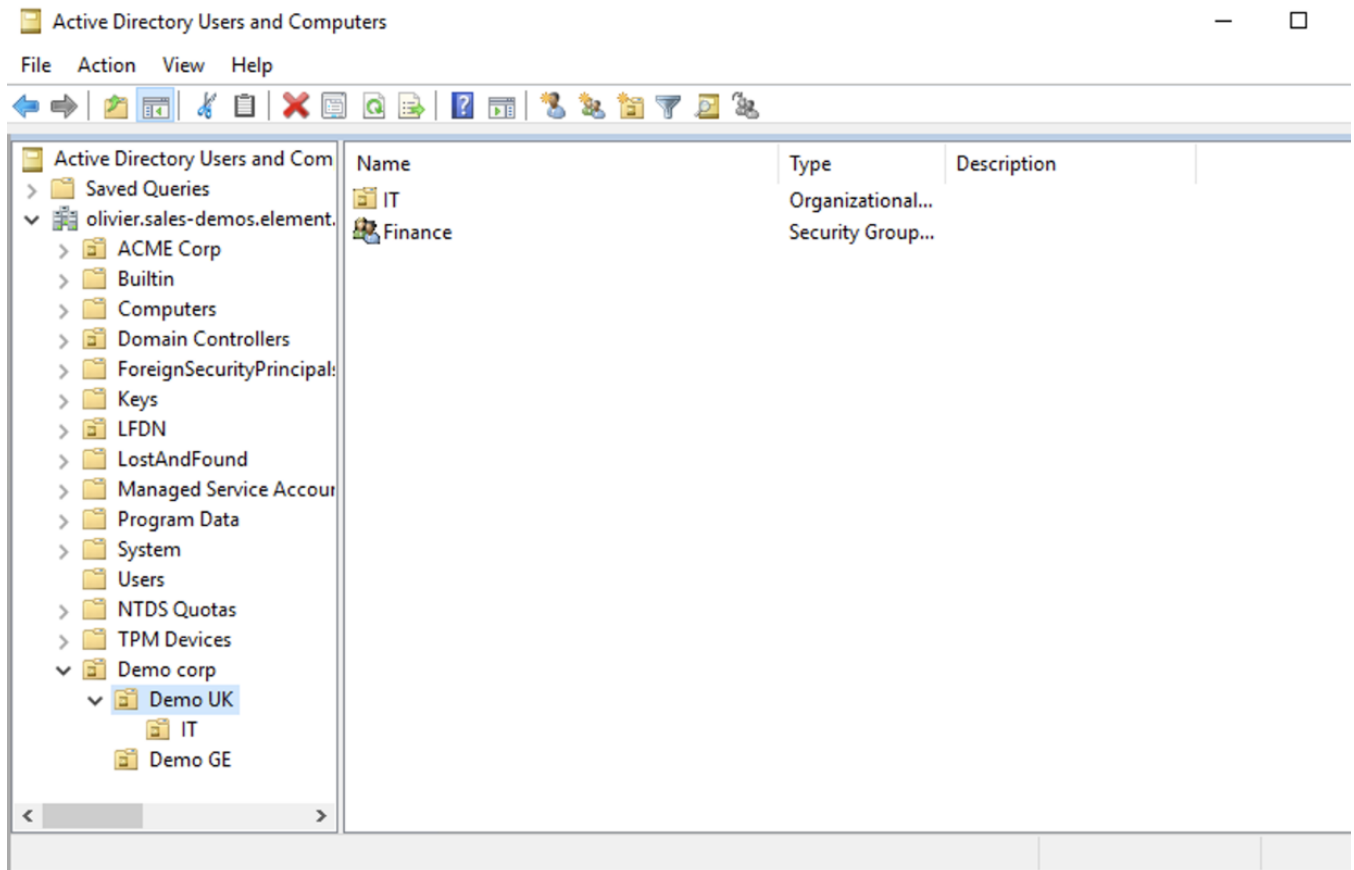 Active Directory Users and Computers
File Action View Help
Active Directory Users and Com
Saved Queries
olivier.sales-demos.element.
ACME Corp
Builtin
Computers
Domain Controllers
ForeignSecurityPrincipal
Keys
LFDN
LostAndFound
Managed Service Accour
Program Data
System
Users
NTDS Quotas
TPM Devices
Demo corp
Demo UK
IT
Demo GE
Name Type Description
IT Organizational...
Finance Security Group...